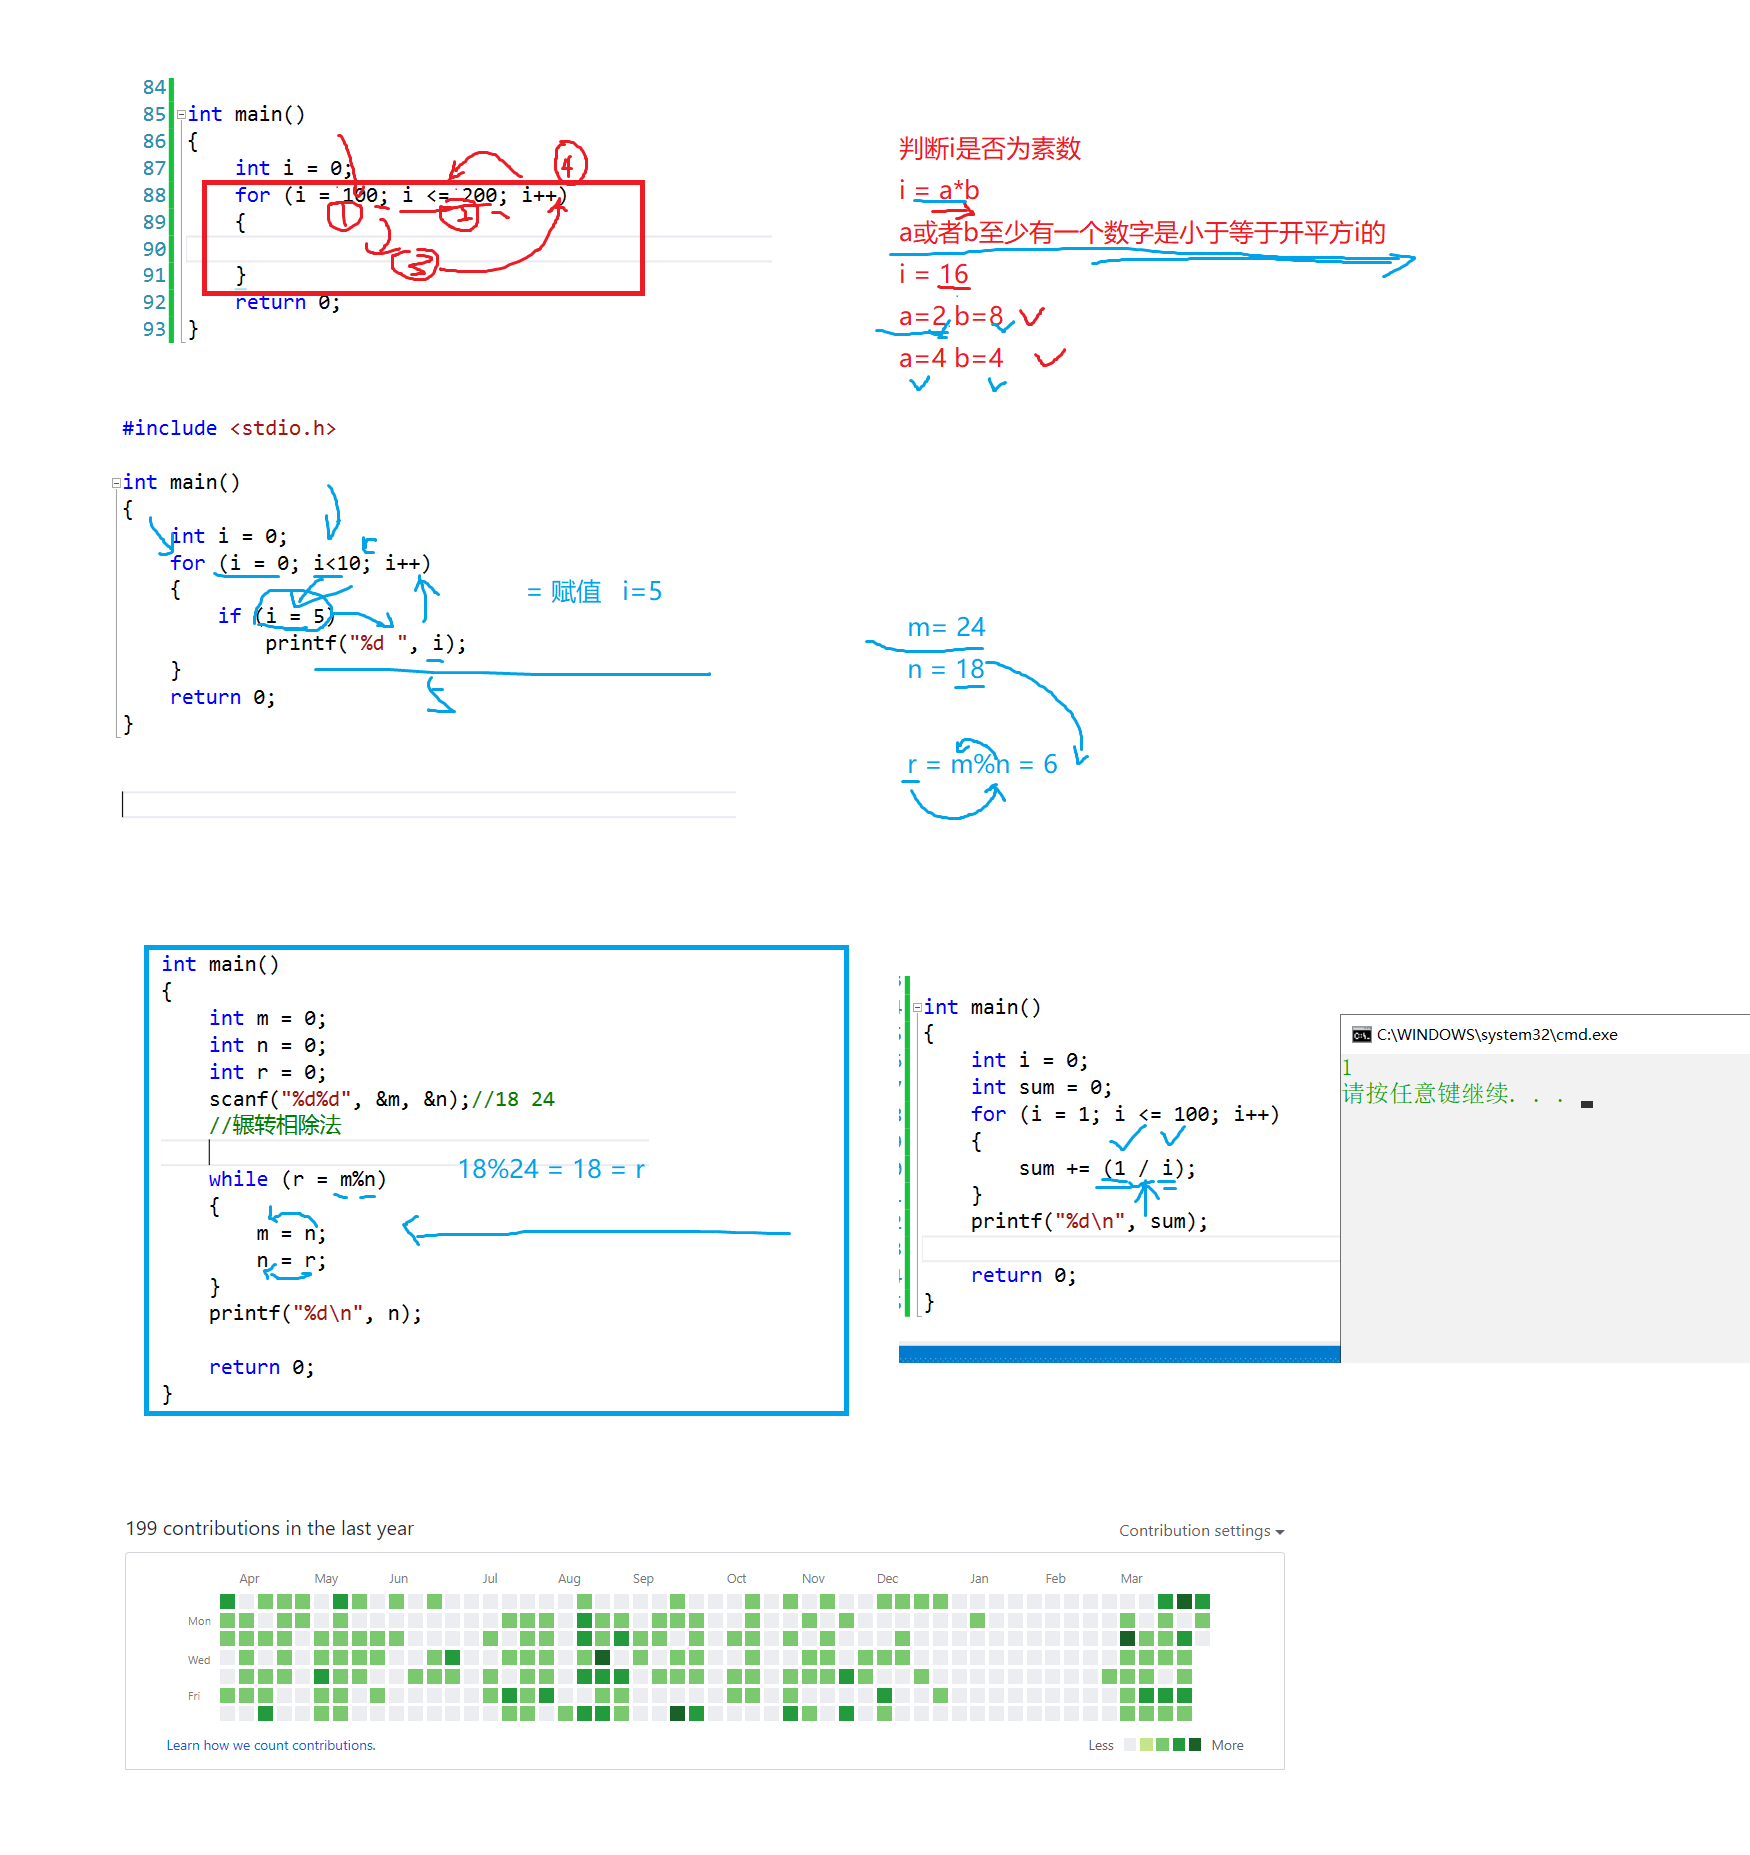 84
85 int main()
86 {
87 int i = 0;
88 for (i = 100; i <= 200; i++)
89 {
90
91 }
92 return 0;
93 }
1
2
3
4
判断i是否为素数
i = a*b
a或者b至少有一个数字是小于等于开平方i的
i = 16
a=2 b=8
a=4 b=4
#include <stdio.h>
int main()
{
int i = 0;
for (i = 0; i<10; i++)
{
if (i = 5)
printf("%d ", i);
}
return 0;
}
= 赋值 i=5
5
m= 24
n = 18
r = m%n = 6
int main()
{
int m = 0;
int n = 0;
int r = 0;
scanf("%d%d", &m, &n);//18 24
//辗转相除法
while (r = m%n)
{
m = n;
n = r;
}
printf("%d\n", n);
return 0;
}
18%24 = 18 = r
int main()
{
int i = 0;
int sum = 0;
for (i = 1; i <= 100; i++)
{
sum += (1 / i);
}
printf("%d\n", sum);
return 0;
}
C:\WINDOWS\system32\cmd.exe
1
请按任意键继续. . .
199 contributions in the last year
Contribution settings
Apr May Jun Jul Aug Sep Oct Nov Dec Jan Feb Mar
Mon
Wed
Fri
Learn how we count contributions.
Less More